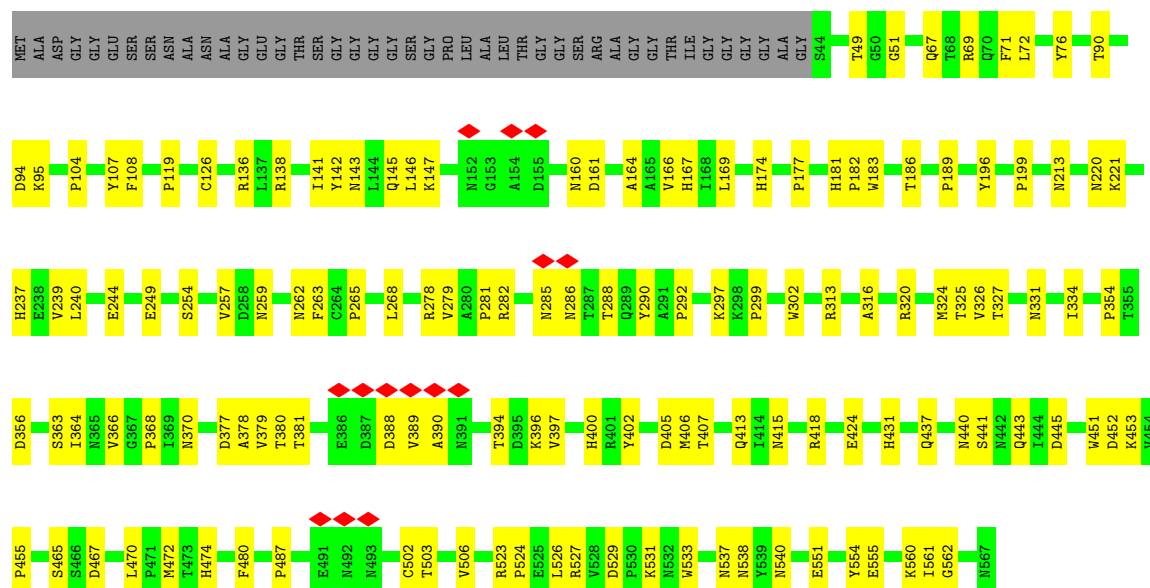 MET ALA ASP GLY GLY GLU SER SER ASN ALA ASN ALA GLY GLU GLY THR SER GLY GLY GLY GLY SER GLY PRO LEU ALA LEU THR GLY GLY SER ARG ALA GLY GLY THR ILE GLY GLY GLY GLY ALA GLY S44 T49 G50 G51 Q67 T68 R69 Q70 F71 L72 Y76 T90
D94 K95 P104 Y107 F108 P119 C126 R136 L137 R138 I141 Y142 N143 L144 Q145 L146 K147 N152 G153 A154 D155 N160 D161 A164 A165 V166 H167 I168 L169 H174 P177 H181 P182 W183 T186 P189 Y196 P199 N213 N220 K221
H237 E238 V239 L240 E244 E249 S254 V257 D258 N259 N262 F263 C264 P265 L268 R278 V279 A280 P281 R282 N285 N286 T287 T288 Q289 Y290 A291 P292 K297 K298 P299 W302 R313 A316 R320 M324 T325 V326 T327 N331 I334 P354 T355
D356 S363 I364 N365 V366 G367 P368 I369 N370 D377 A378 V379 T380 T381 E386 D387 D388 V389 A390 N391 T394 D395 K396 V397 H400 R401 Y402 D405 M406 T407 Q413 I414 N415 R418 E424 H431 Q437 N440 S441 N442 Q443 I444 D445 W451 D452 K453 V454
P455 S465 S466 D467 L470 P471 M472 T473 H474 F480 P487 E491 N492 N493 C502 T503 V506 R523 P524 E525 L526 R527 V528 D529 P530 K531 N532 W533 N537 N538 Y539 N540 E551 Y554 E555 K560 I561 G562 N567